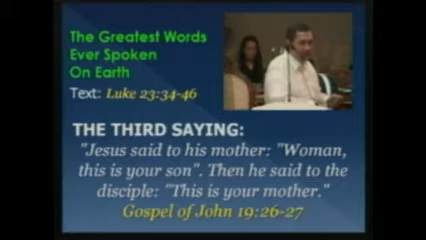 The Greatest Words
Ever Spoken
On Earth
Text: Luke 23:34-46
THE THIRD SAYING:
"Jesus said to his mother: "Woman,
this is your son". Then he said to the
disciple: "This is your mother."
Gospel of John 19:26-27